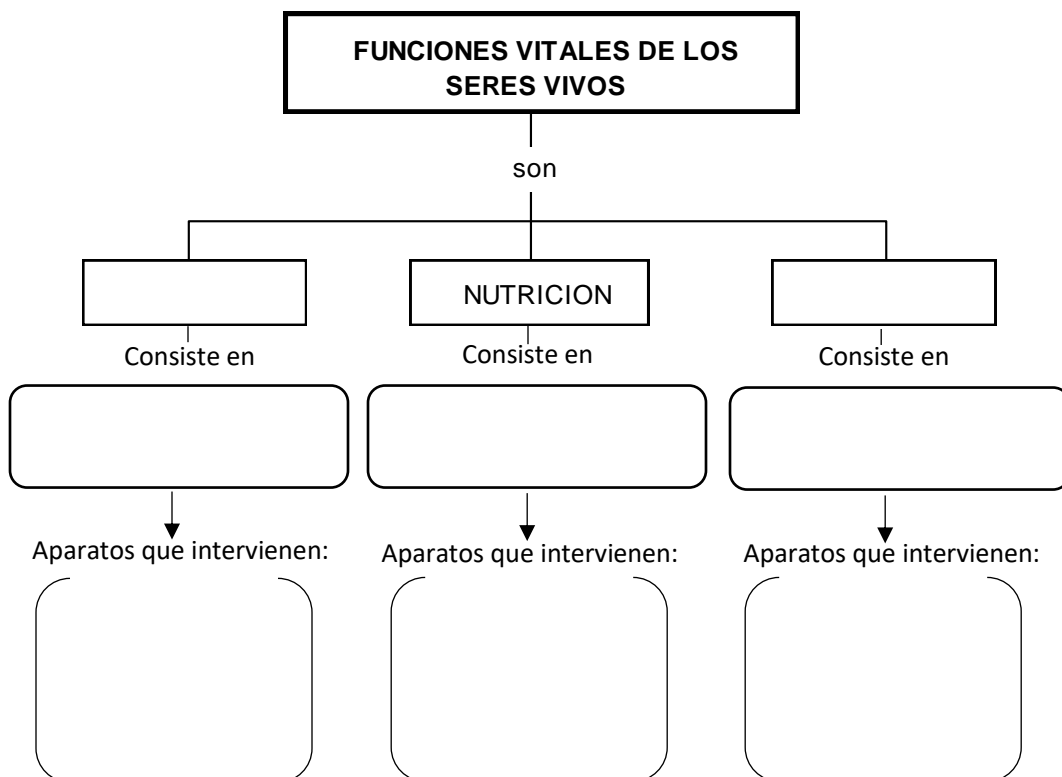 FUNCIONES VITALES DE LOS
SERES VIVOS
son
NUTRICION
Consiste en
Consiste en
Consiste en
Aparatos que intervienen:
Aparatos que intervienen:
Aparatos que intervienen: